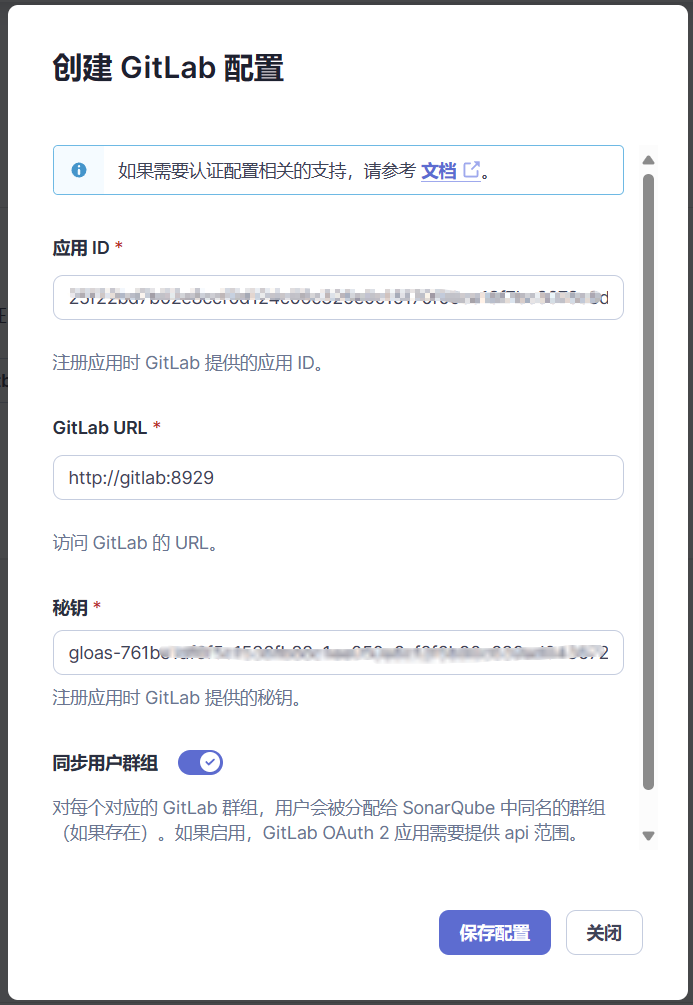 创建 GitLab 配置
如果需要认证配置相关的支持，请参考 文档。
应用 ID *
注册应用时 GitLab 提供的应用 ID。
GitLab URL *
http://gitlab:8929
访问 GitLab 的 URL。
秘钥 *
注册应用时 GitLab 提供的秘钥。
同步用户群组
对每个对应的 GitLab 群组，用户会被分配给 SonarQube 中同名的群组
（如果存在）。如果启用，GitLab OAuth 2 应用需要提供 api 范围。
保存配置
关闭